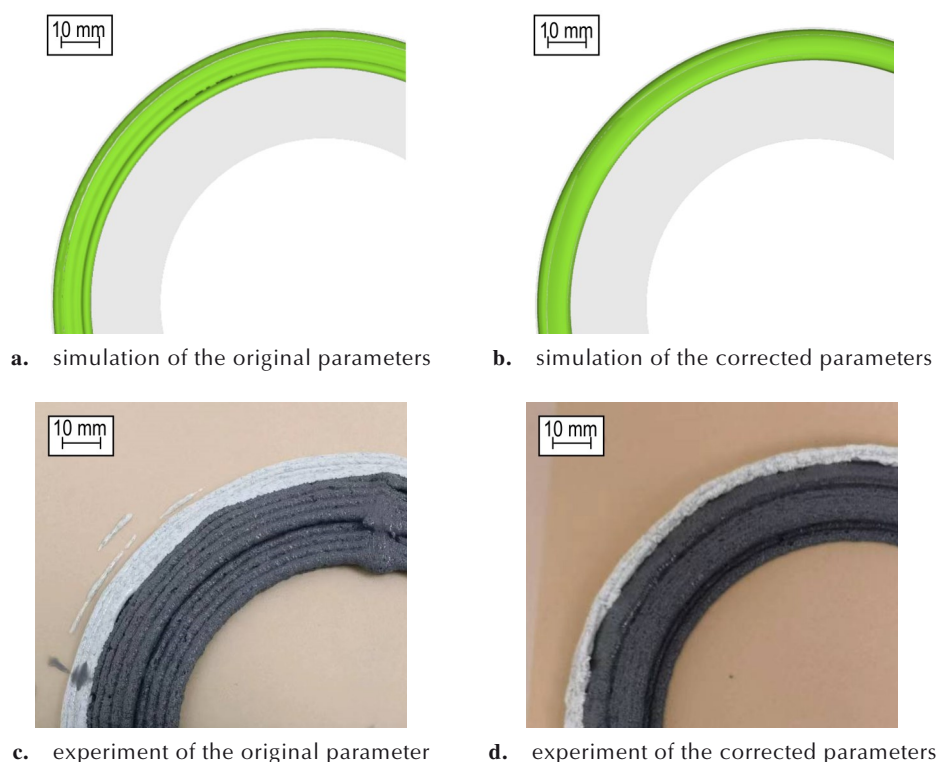 10 mm
10 mm
a. simulation of the original parameters
b. simulation of the corrected parameters
10 mm
10 mm
c. experiment of the original parameter
d. experiment of the corrected parameters